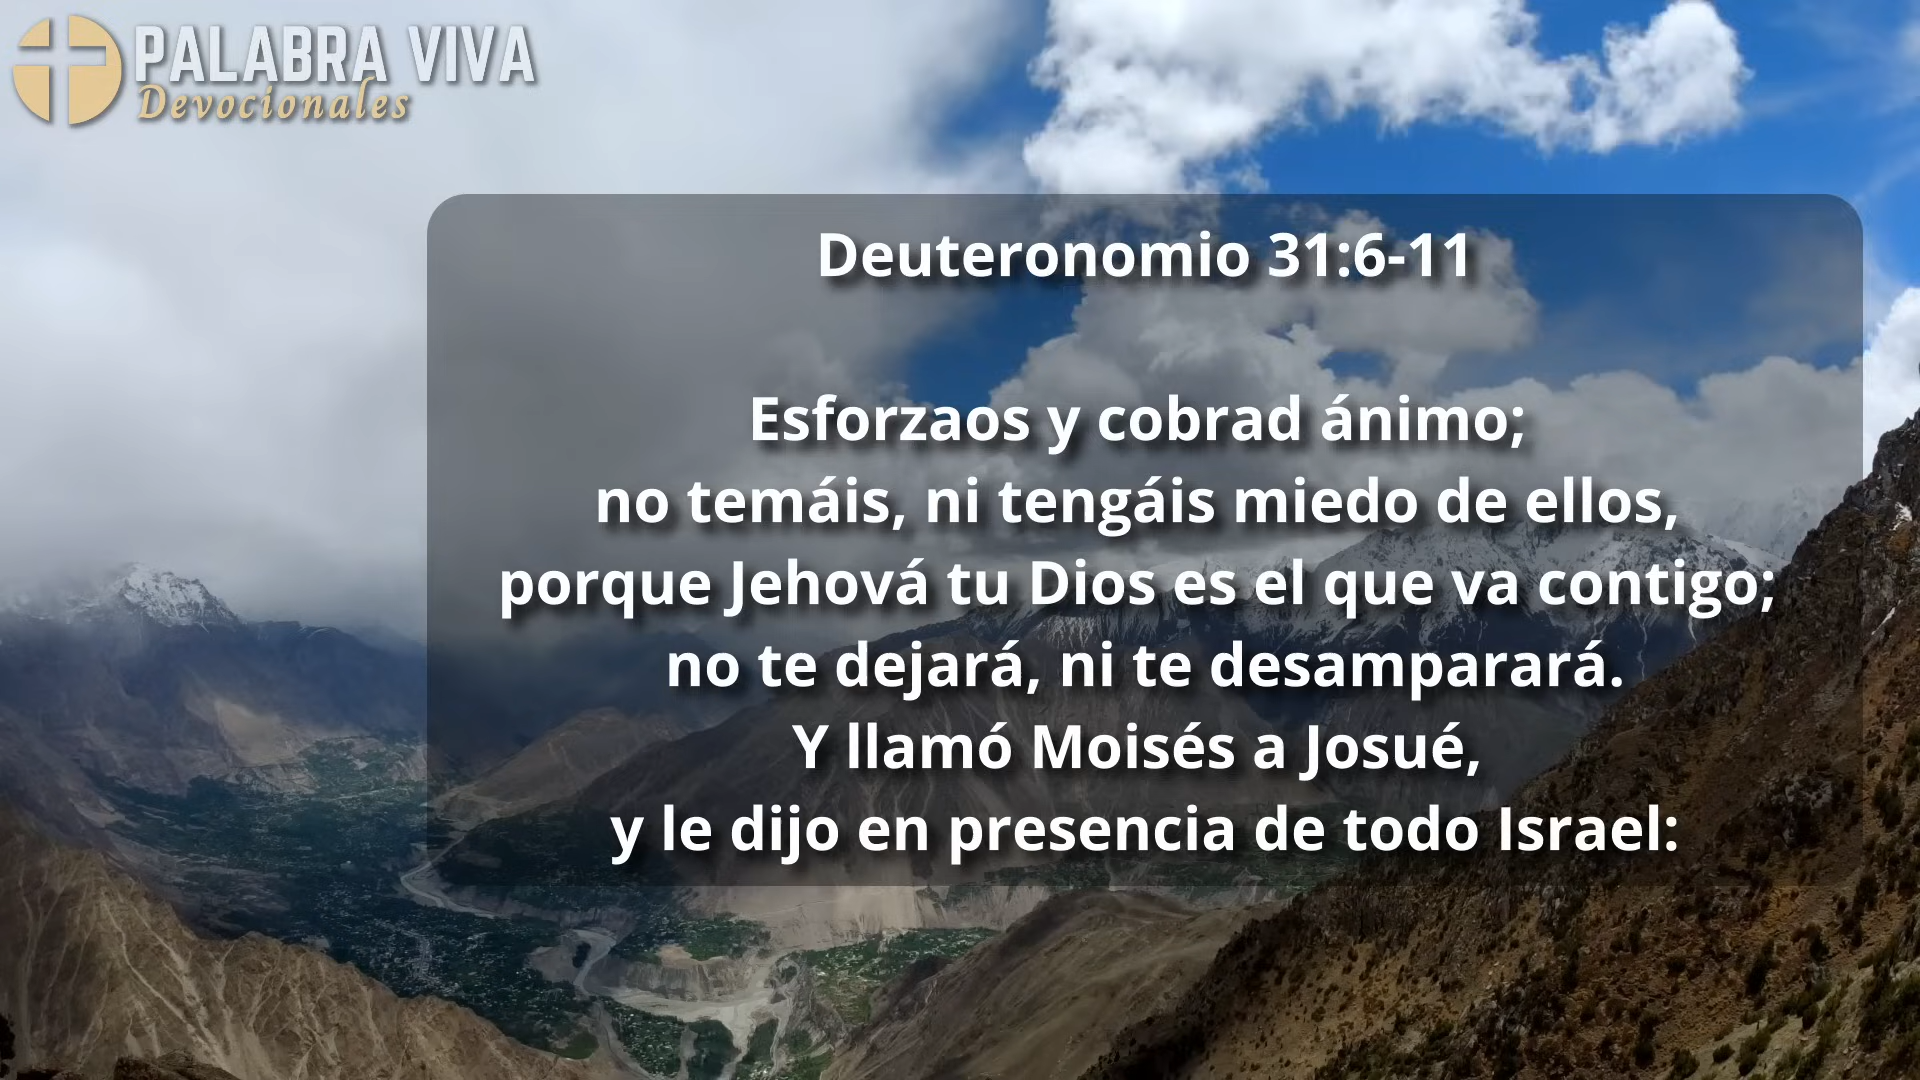 PALABRA VIVA
Devocionales
Deuteronomio 31:6-11
Esforzaos y cobrad ánimo;
no temáis, ni tengáis miedo de ellos,
porque Jehová tu Dios es el que va contigo;
no te dejará, ni te desamparará.
Y llamó Moisés a Josué,
y le dijo en presencia de todo Israel: